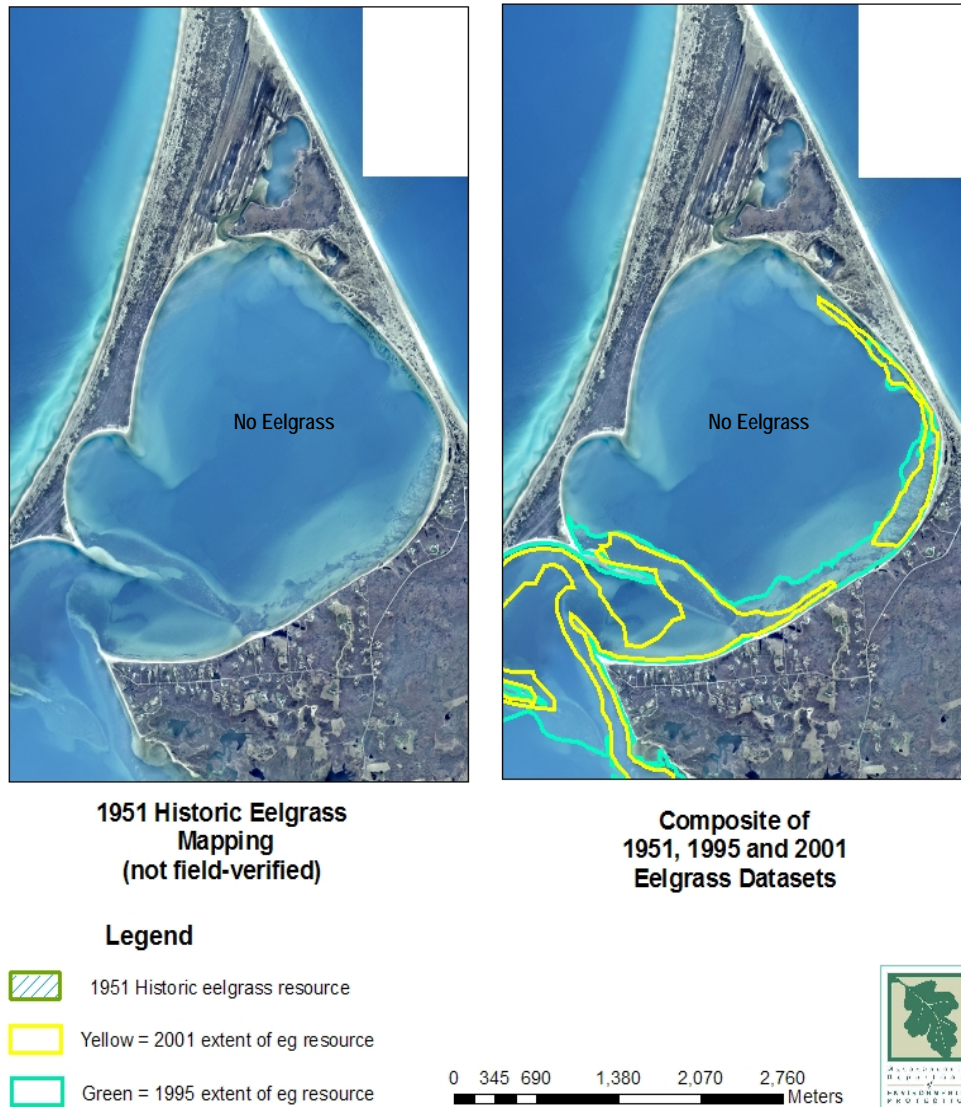 No Eelgrass
No Eelgrass
1951 Historic Eelgrass
Mapping
(not field-verified)
Composite of
1951, 1995 and 2001
Eelgrass Datasets
Legend
1951 Historic eelgrass resource
Yellow = 2001 extent of eg resource
Green = 1995 extent of eg resource
0 345 690 1,380 2,070 2,760
Meters